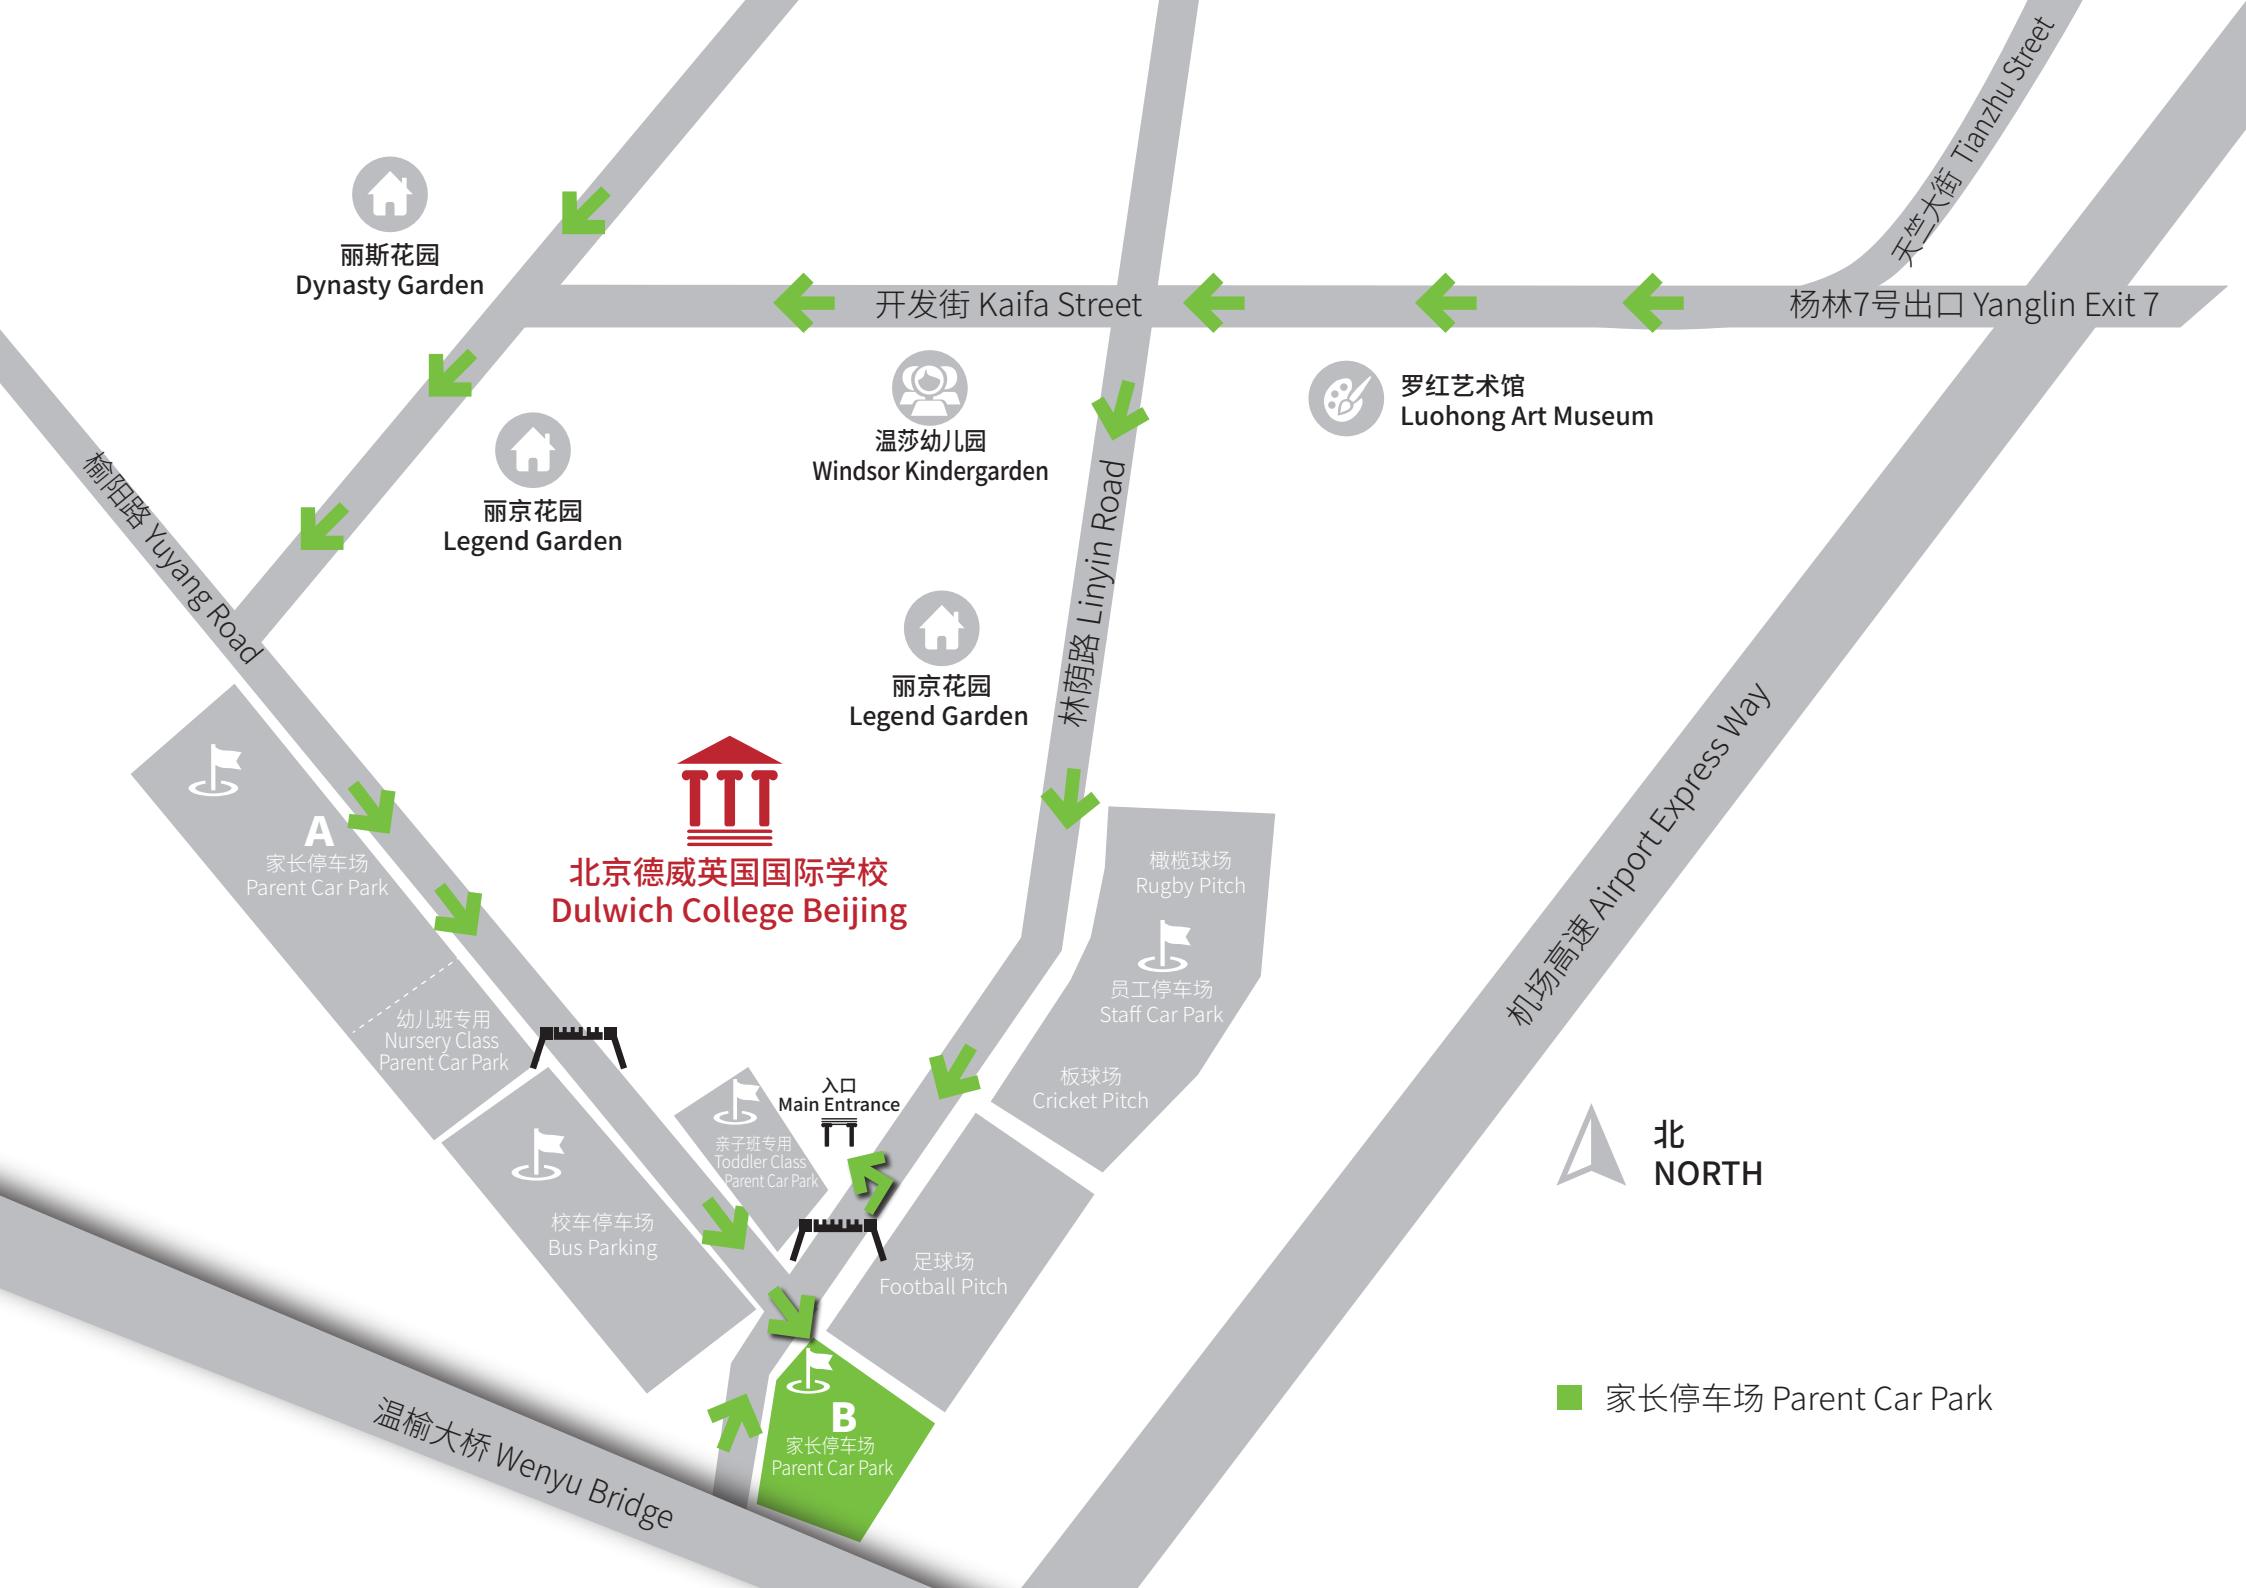 天竺大街 Tianzhu Street
丽斯花园
Dynasty Garden
开发街 Kaifa Street
杨林7号出口 Yanglin Exit 7
温莎幼儿园
Windsor Kindergarden
罗红艺术馆
Luohong Art Museum
榆阳路 Yuyang Road
丽京花园
Legend Garden
林荫路 Linyin Road
丽京花园
Legend Garden
机场高速 Airport Express Way
A
家长停车场
Parent Car Park
北京德威英国国际学校
Dulwich College Beijing
橄榄球场
Rugby Pitch
员工停车场
Staff Car Park
幼儿班专用
Nursery Class
Parent Car Park
入口
Main Entrance
板球场
Cricket Pitch
亲子班专用
Toddler Class
Parent Car Park
北
NORTH
校车停车场
Bus Parking
足球场
Football Pitch
B
家长停车场
Parent Car Park
温榆大桥 Wenyu Bridge
家长停车场 Parent Car Park